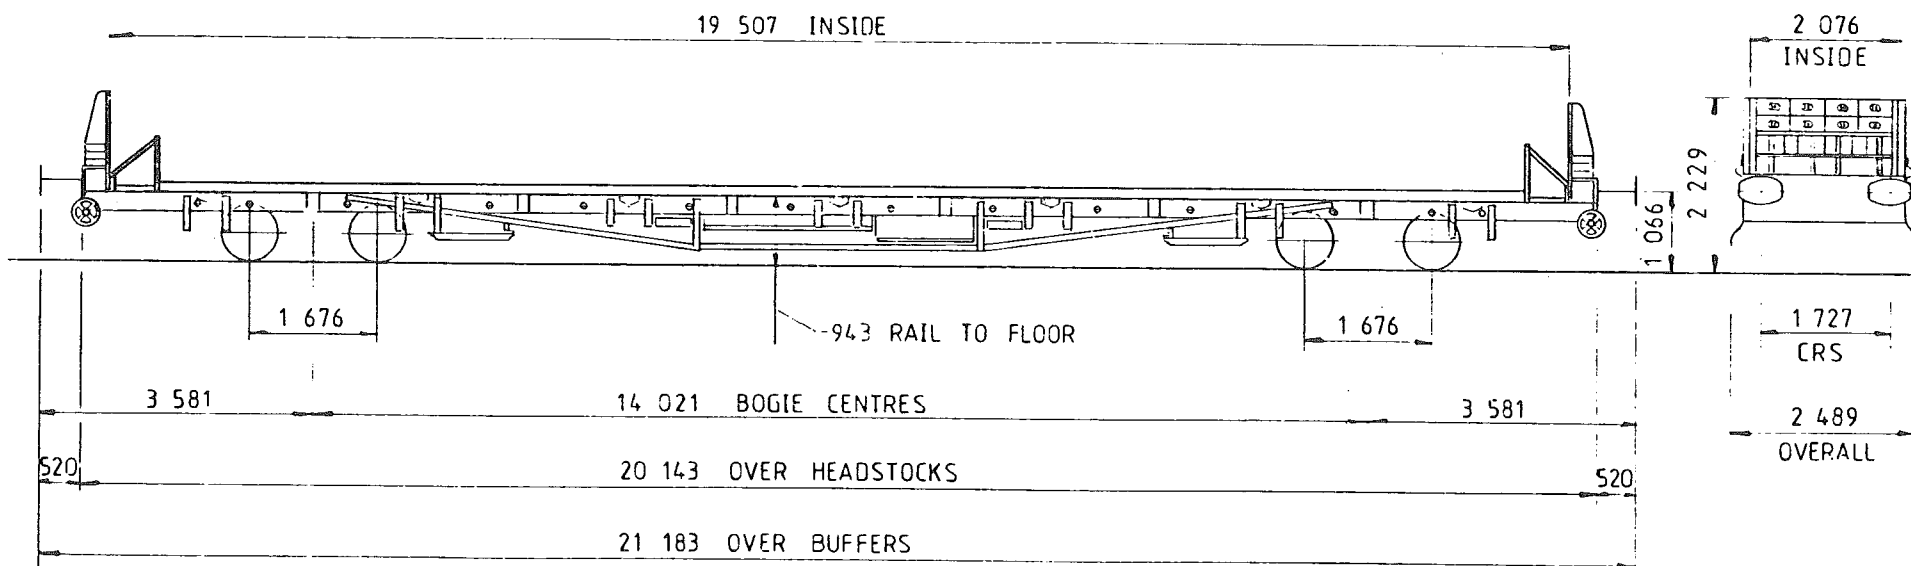 19 507 INSIDE
2 076
INSIDE
2 229
1 066
1 676
-943 RAIL TO FLOOR
1 676
1 727
CRS
3 581
14 021 BOGIE CENTRES
3 581
2 489
OVERALL
520
20 143 OVER HEADSTOCKS
520
21 183 OVER BUFFERS